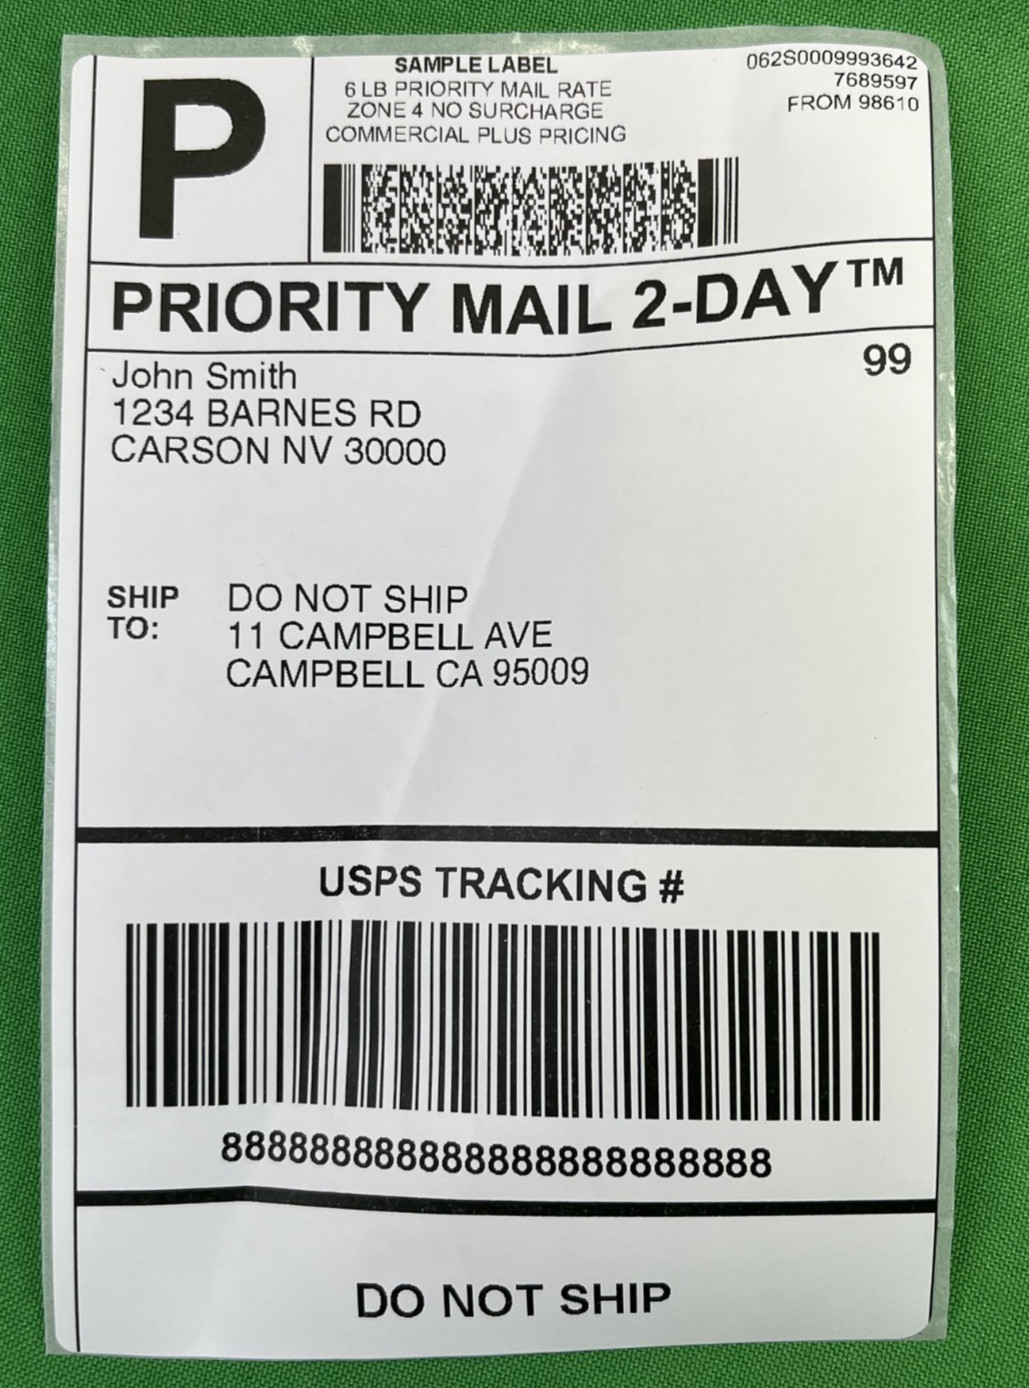 P
SAMPLE LABEL
6 LB PRIORITY MAIL RATE
ZONE 4 NO SURCHARGE
COMMERCIAL PLUS PRICING
062S0009993642
7689597
FROM 98610
PRIORITY MAIL 2-DAY™
99
John Smith
1234 BARNES RD
CARSON NV 30000
SHIP TO:
DO NOT SHIP
11 CAMPBELL AVE
CAMPBELL CA 95009
USPS TRACKING #
88888888888888888888888888
DO NOT SHIP